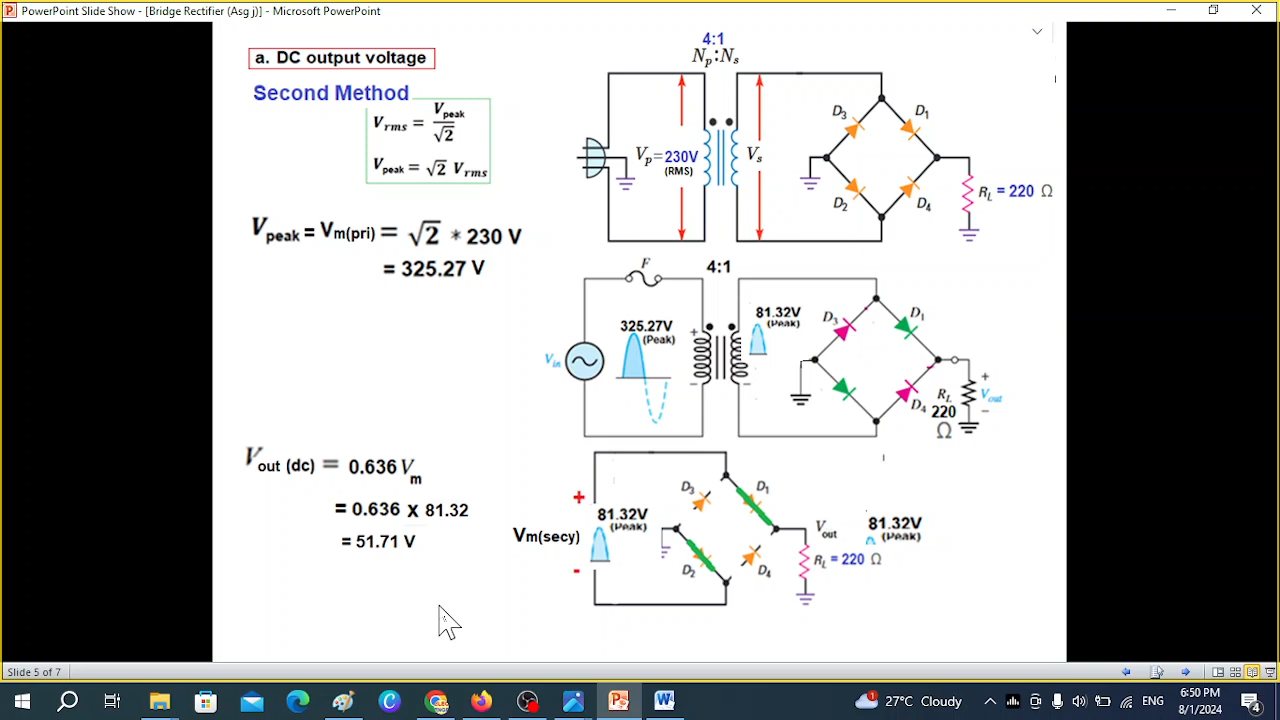 PowerPoint Slide Show - [Bridge Rectifier (Asg j)] - Microsoft PowerPoint
a. DC output voltage
Second Method
Vrms = Vpeak / √2
Vpeak = √2 Vrms
Vpeak = Vm(pri) = √2 * 230 V
= 325.27 V
Vout (dc) = 0.636 Vm
= 0.636 x 81.32
= 51.71 V
4:1
Np:Ns
Vp = 230V
(RMS)
Vs
D3
D1
D2
D4
RL = 220 Ω
F
4:1
Vin
325.27V
(Peak)
+
−
81.32V
(Peak)
−
D3
D1
D4
RL
220
Ω
+
Vout
−
+
Vm(secy)
-
81.32V
(Peak)
D3
D1
D2
D4
Vout
81.32V
(Peak)
RL = 220 Ω
Slide 5 of 7
27°C Cloudy
ENG
6:50 PM
8/1/2024
1
4